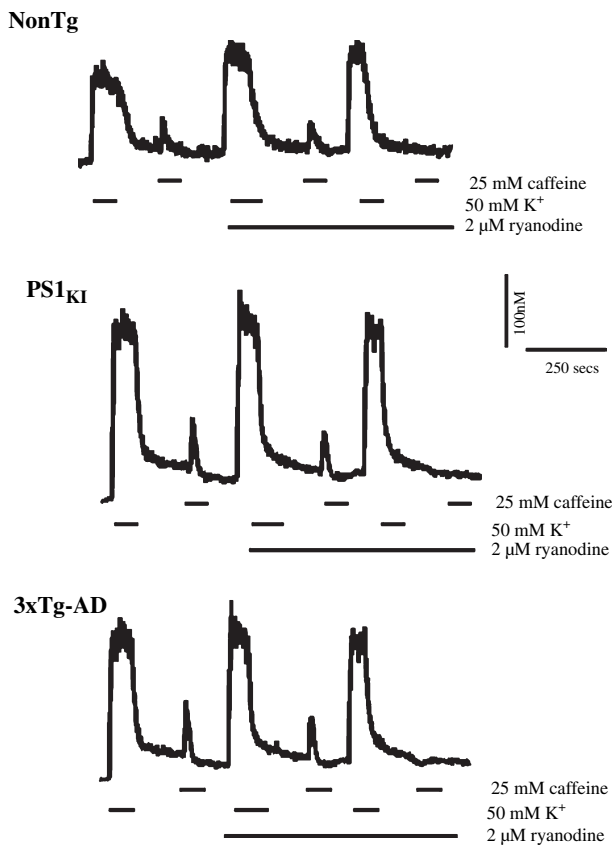 NonTg
25 mM caffeine
50 mM K⁺
2 μM ryanodine
PS1KI
100nM
250 secs
25 mM caffeine
50 mM K⁺
2 μM ryanodine
3xTg-AD
25 mM caffeine
50 mM K⁺
2 μM ryanodine